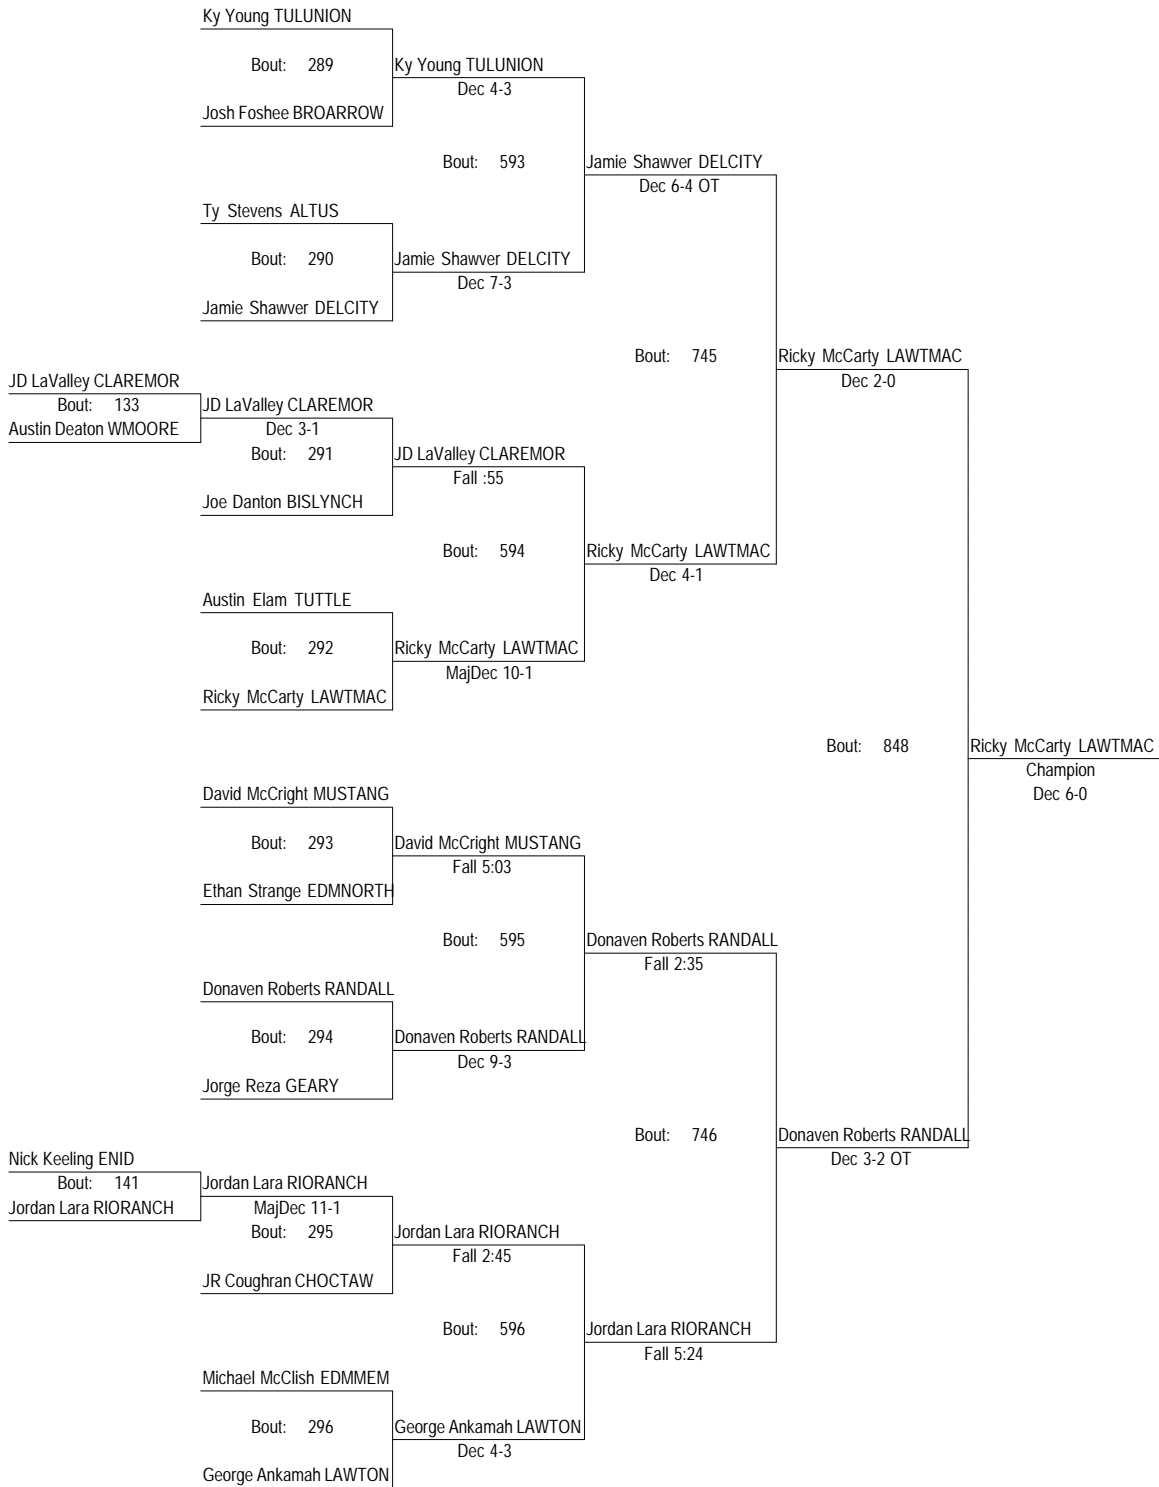 Ky Young TULUNION
Bout: 289
Ky Young TULUNION
Dec 4-3
Josh Foshee BROARROW
Bout: 593
Jamie Shawver DELCITY
Dec 6-4 OT
Ty Stevens ALTUS
Bout: 290
Jamie Shawver DELCITY
Dec 7-3
Jamie Shawver DELCITY
Bout: 745
Ricky McCarty LAWTMAC
Dec 2-0
JD LaValley CLAREMOR
Bout: 133
JD LaValley CLAREMOR
Austin Deaton WMOORE
Dec 3-1
Bout: 291
JD LaValley CLAREMOR
Fall :55
Joe Danton BISLYNCH
Bout: 594
Ricky McCarty LAWTMAC
Dec 4-1
Austin Elam TUTTLE
Bout: 292
Ricky McCarty LAWTMAC
MajDec 10-1
Ricky McCarty LAWTMAC
Bout: 848
Ricky McCarty LAWTMAC
Champion
Dec 6-0
David McCright MUSTANG
Bout: 293
David McCright MUSTANG
Fall 5:03
Ethan Strange EDMNORTH
Bout: 595
Donaven Roberts RANDALL
Fall 2:35
Donaven Roberts RANDALL
Bout: 294
Donaven Roberts RANDALL
Dec 9-3
Jorge Reza GEARY
Bout: 746
Donaven Roberts RANDALL
Dec 3-2 OT
Nick Keeling ENID
Bout: 141
Jordan Lara RIORANCH
Jordan Lara RIORANCH
MajDec 11-1
Bout: 295
Jordan Lara RIORANCH
Fall 2:45
JR Coughran CHOCTAW
Bout: 596
Jordan Lara RIORANCH
Fall 5:24
Michael McClish EDMMEM
Bout: 296
George Ankamah LAWTON
Dec 4-3
George Ankamah LAWTON